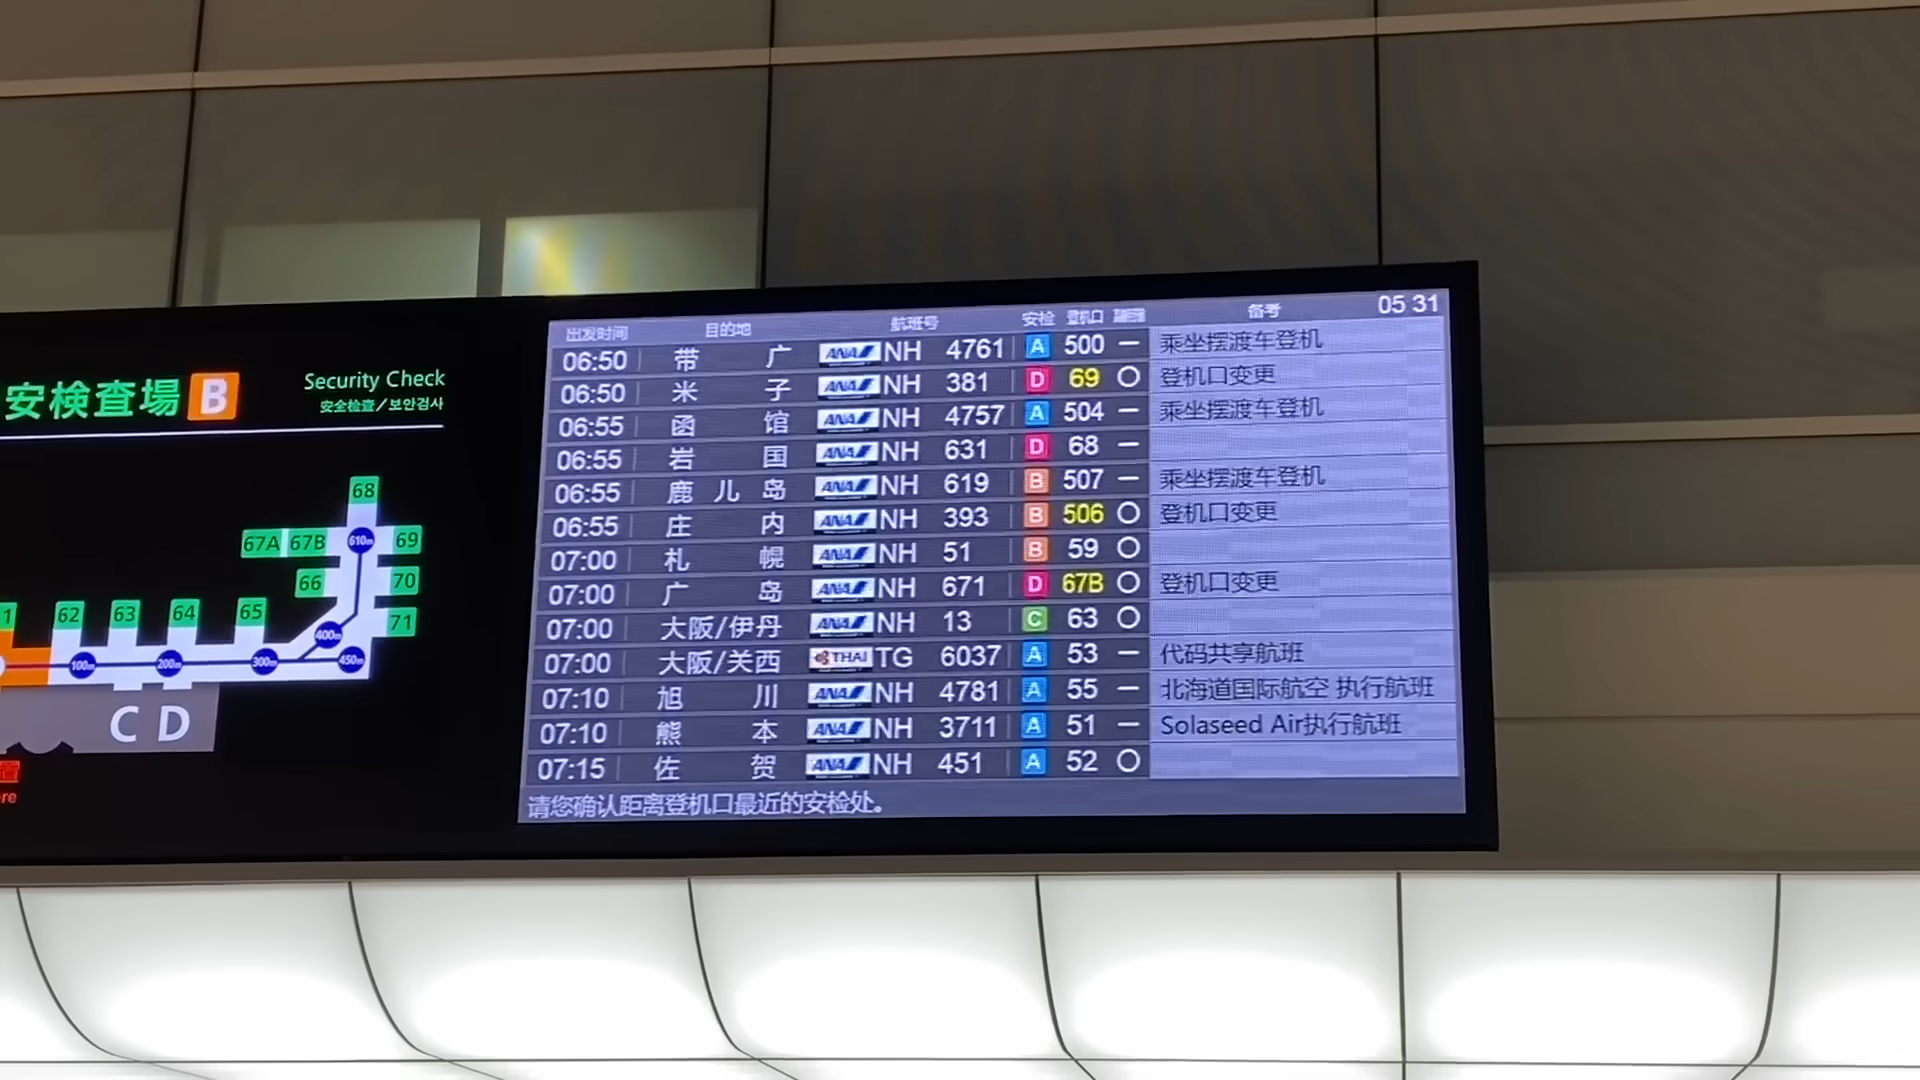 安検査場 B
Security Check
安全检查／보안검사
68
67A 67B 69
66 70
1 62 63 64 65 71
100m 200m 300m 400m 450m 610m
C D
置
re
出发时间 目的地 航班号 安检 登机口 备考 05 31
06:50 带广 ANA NH 4761 A 500 − 乘坐摆渡车登机
06:50 米子 ANA NH 381 D 69 ○ 登机口变更
06:55 函馆 ANA NH 4757 A 504 − 乘坐摆渡车登机
06:55 岩国 ANA NH 631 D 68 −
06:55 鹿儿岛 ANA NH 619 B 507 − 乘坐摆渡车登机
06:55 庄内 ANA NH 393 B 506 ○ 登机口变更
07:00 札幌 ANA NH 51 B 59 ○
07:00 广岛 ANA NH 671 D 67B ○ 登机口变更
07:00 大阪/伊丹 ANA NH 13 C 63 ○
07:00 大阪/关西 THAI TG 6037 A 53 − 代码共享航班
07:10 旭川 ANA NH 4781 A 55 − 北海道国际航空 执行航班
07:10 熊本 ANA NH 3711 A 51 − Solaseed Air执行航班
07:15 佐贺 ANA NH 451 A 52 ○
请您确认距离登机口最近的安检处。